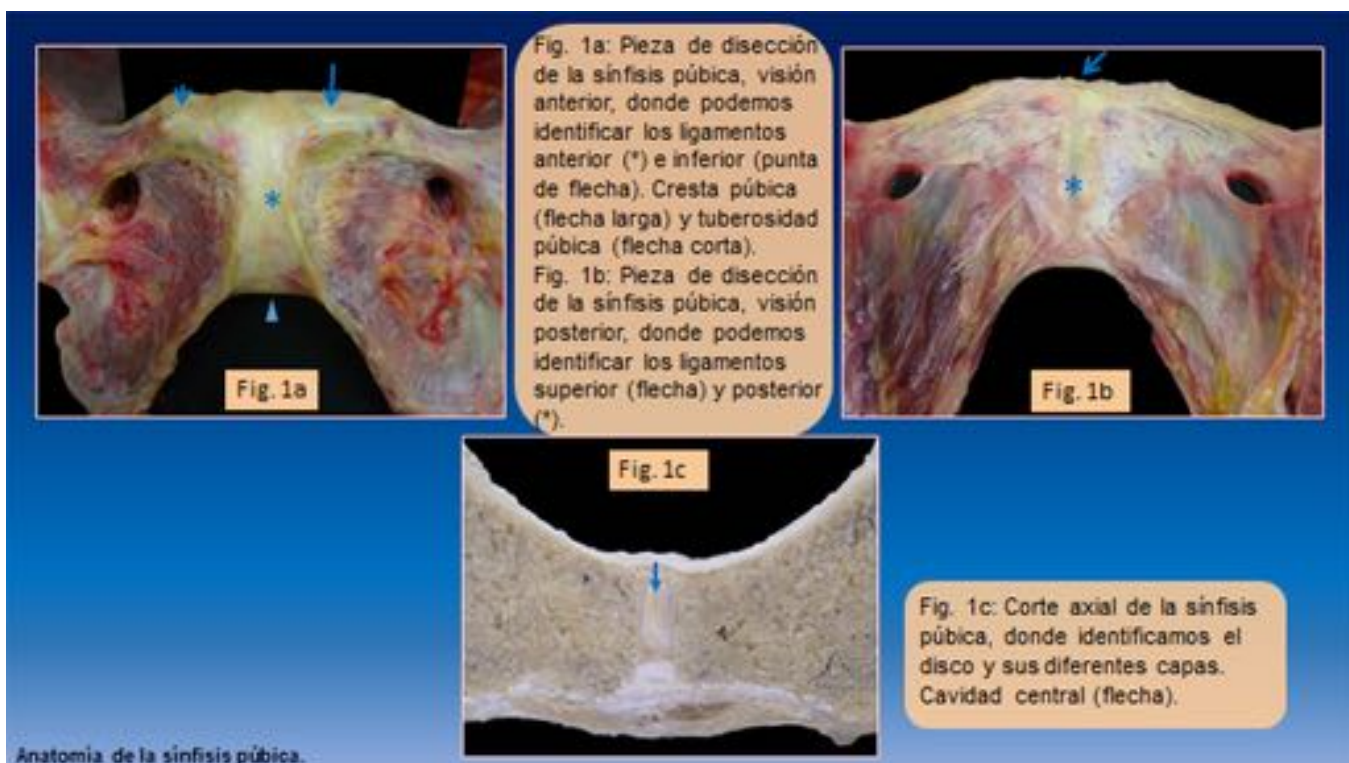 Fig. 1a: Pieza de disección
de la sínfisis púbica, visión
anterior, donde podemos
identificar los ligamentos
anterior (*) e inferior (punta
de flecha). Cresta púbica
(flecha larga) y tuberosidad
púbica (flecha corta).
Fig. 1b: Pieza de disección
de la sínfisis púbica, visión
posterior, donde podemos
identificar los ligamentos
superior (flecha) y posterior
(*).
*
Fig. 1a
*
Fig. 1b
Fig. 1c
Fig. 1c: Corte axial de la sínfisis
púbica, donde identificamos el
disco y sus diferentes capas.
Cavidad central (flecha).
Anatomía de la sínfisis púbica.